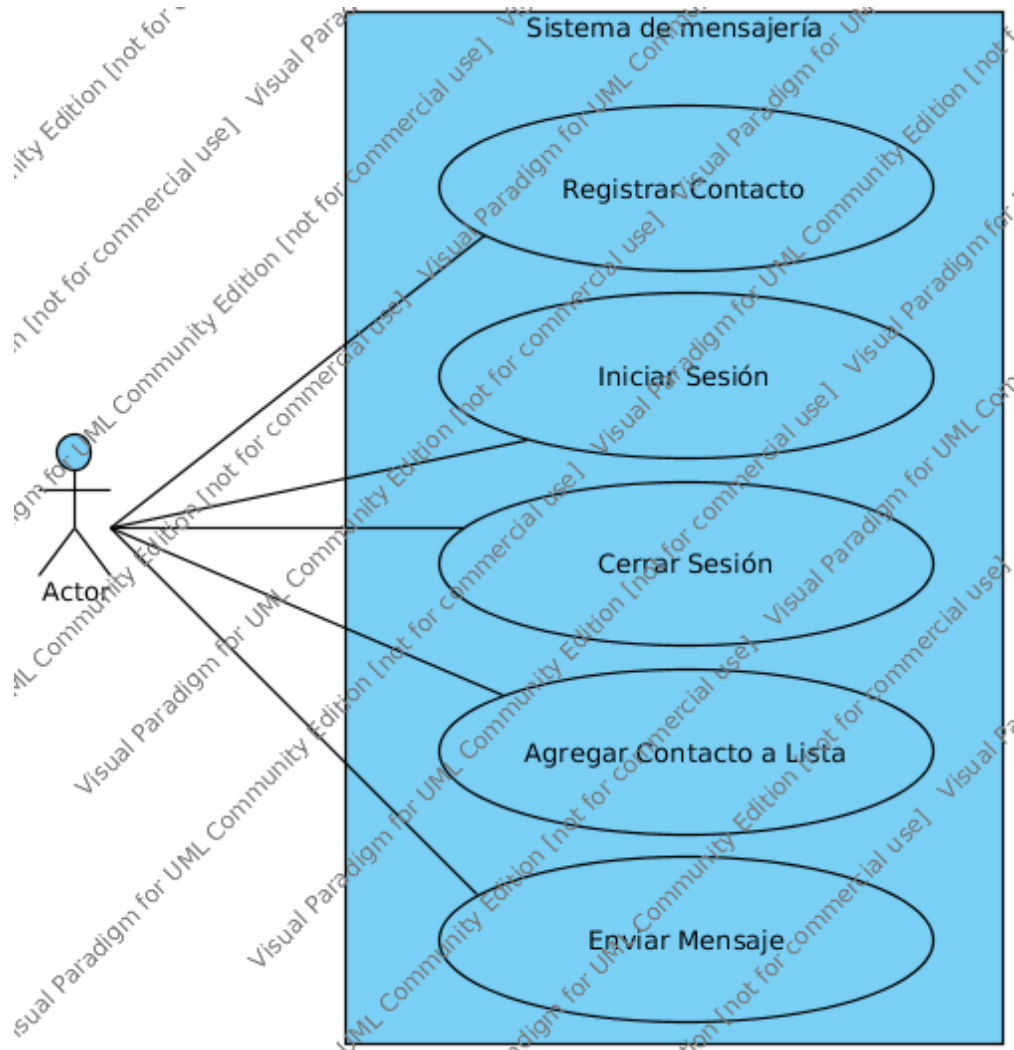 Sistema de mensajería
Registrar Contacto
Iniciar Sesión
Cerrar Sesión
Actor
Agregar Contacto a Lista
Enviar Mensaje
Visual Paradigm for UML Community Edition [not for commercial use]